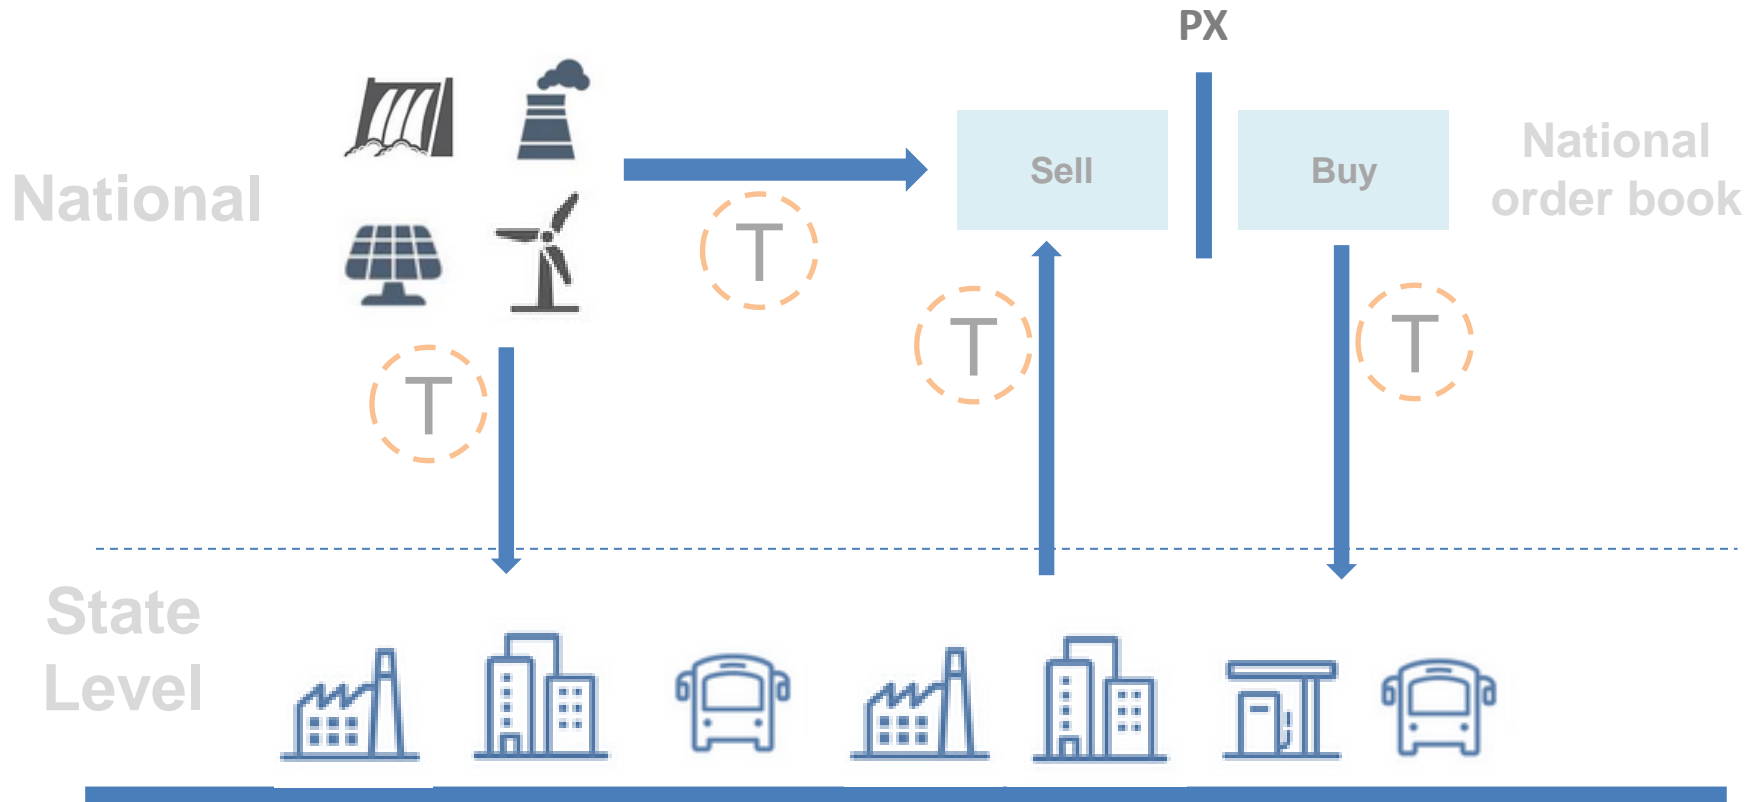 PX
National
Sell
Buy
National
order book
T
T
T
T
State
Level